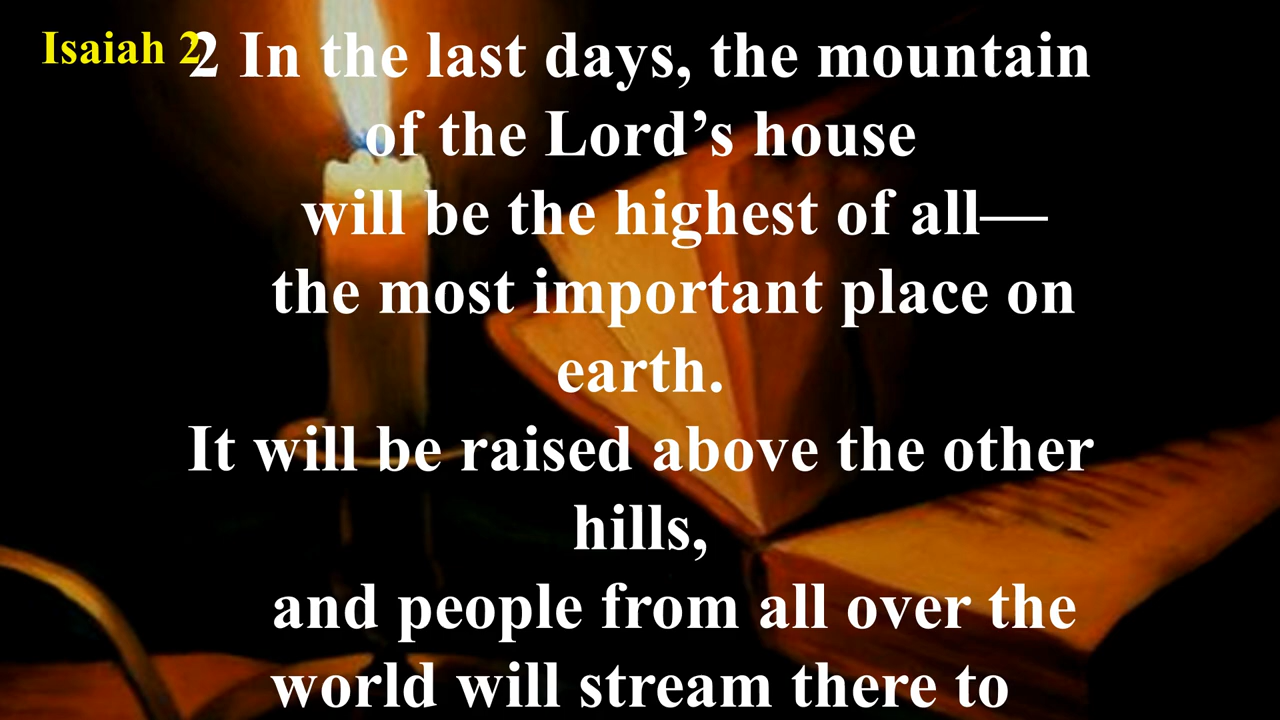 Isaiah 2
2 In the last days, the mountain
of the Lord’s house
will be the highest of all—
the most important place on
earth.
It will be raised above the other
hills,
and people from all over the
world will stream there to